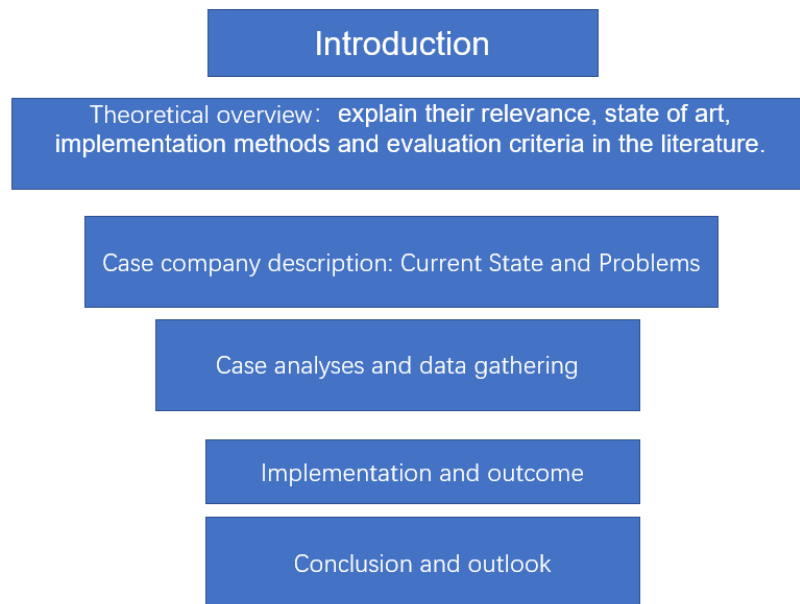 Introduction
Theoretical overview： explain their relevance, state of art,
implementation methods and evaluation criteria in the literature.
Case company description: Current State and Problems
Case analyses and data gathering
Implementation and outcome
Conclusion and outlook